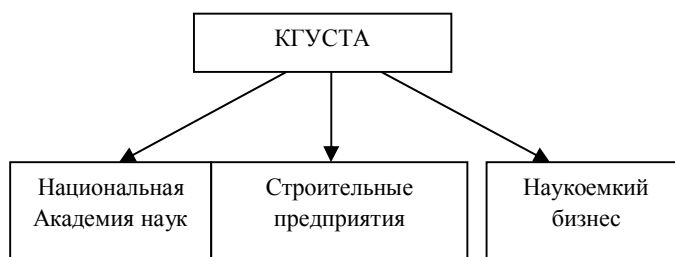 КГУСТА
Национальная
Академия наук
Строительные
предприятия
Наукоемкий
бизнес